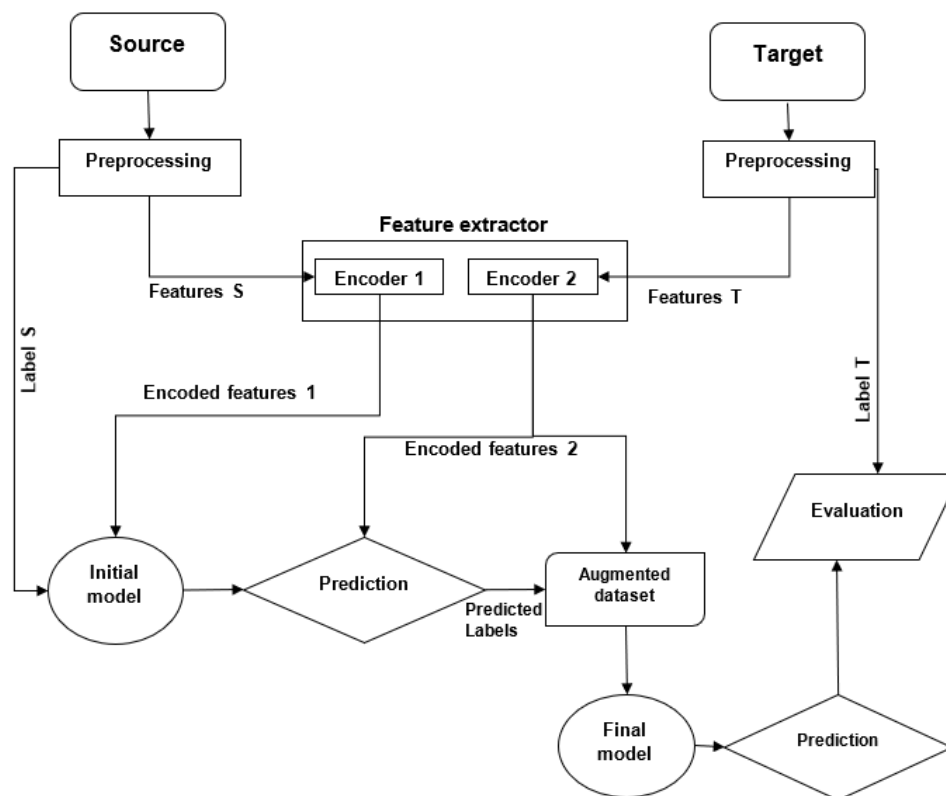 Source
Target
Preprocessing
Preprocessing
Feature extractor
Encoder 1
Encoder 2
Features S
Features T
Label S
Label T
Encoded features 1
Encoded features 2
Evaluation
Initial
model
Prediction
Predicted
Labels
Augmented
dataset
Final
model
Prediction